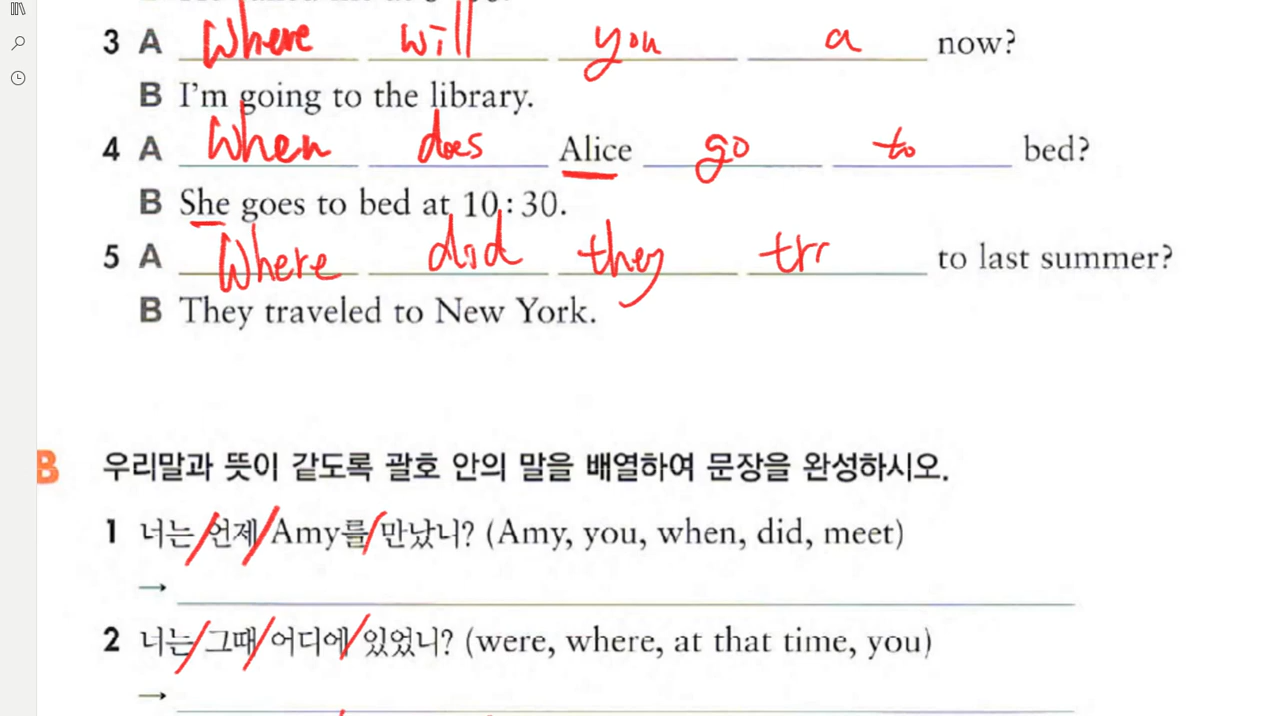 3 A Where will you a now?
B I'm going to the library.
4 A When does Alice go to bed?
B She goes to bed at 10:30.
5 A Where did they trr to last summer?
B They traveled to New York.
B 우리말과 뜻이 같도록 괄호 안의 말을 배열하여 문장을 완성하시오.
1 너는/언제/Amy를/만났니? (Amy, you, when, did, meet)
→
2 너는/그때/어디에/있었니? (were, where, at that time, you)
→